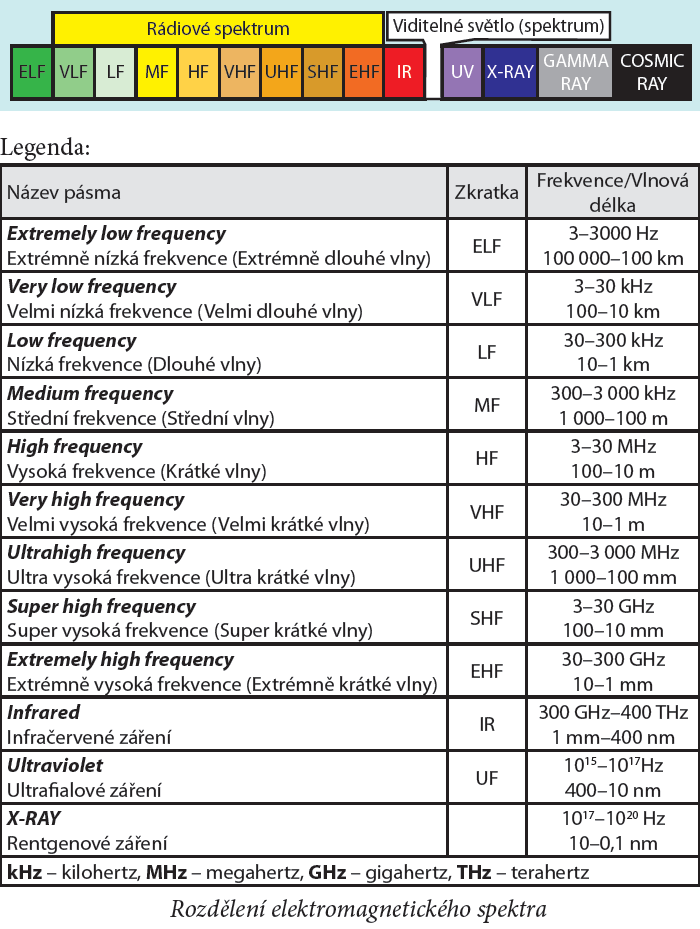 Rádiové spektrum
Viditelné světlo (spektrum)
ELF VLF LF MF HF VHF UHF SHF EHF IR UV X-RAY GAMMA RAY COSMIC RAY
Legenda:
Název pásma Zkratka Frekvence/Vlnová délka
Extremely low frequency
Extrémně nízká frekvence (Extrémně dlouhé vlny)
ELF
3–3000 Hz
100 000–100 km
Very low frequency
Velmi nízká frekvence (Velmi dlouhé vlny)
VLF
3–30 kHz
100–10 km
Low frequency
Nízká frekvence (Dlouhé vlny)
LF
30–300 kHz
10–1 km
Medium frequency
Střední frekvence (Střední vlny)
MF
300–3 000 kHz
1 000–100 m
High frequency
Vysoká frekvence (Krátké vlny)
HF
3–30 MHz
100–10 m
Very high frequency
Velmi vysoká frekvence (Velmi krátké vlny)
VHF
30–300 MHz
10–1 m
Ultrahigh frequency
Ultra vysoká frekvence (Ultra krátké vlny)
UHF
300–3 000 MHz
1 000–100 mm
Super high frequency
Super vysoká frekvence (Super krátké vlny)
SHF
3–30 GHz
100–10 mm
Extremely high frequency
Extrémně vysoká frekvence (Extrémně krátké vlny)
EHF
30–300 GHz
10–1 mm
Infrared
Infračervené záření
IR
300 GHz–400 THz
1 mm–400 nm
Ultraviolet
Ultrafialové záření
UF
10¹⁵–10¹⁷Hz
400–10 nm
X-RAY
Rentgenové záření
10¹⁷–10²⁰ Hz
10–0,1 nm
kHz – kilohertz, MHz – megahertz, GHz – gigahertz, THz – terahertz
Rozdělení elektromagnetického spektra